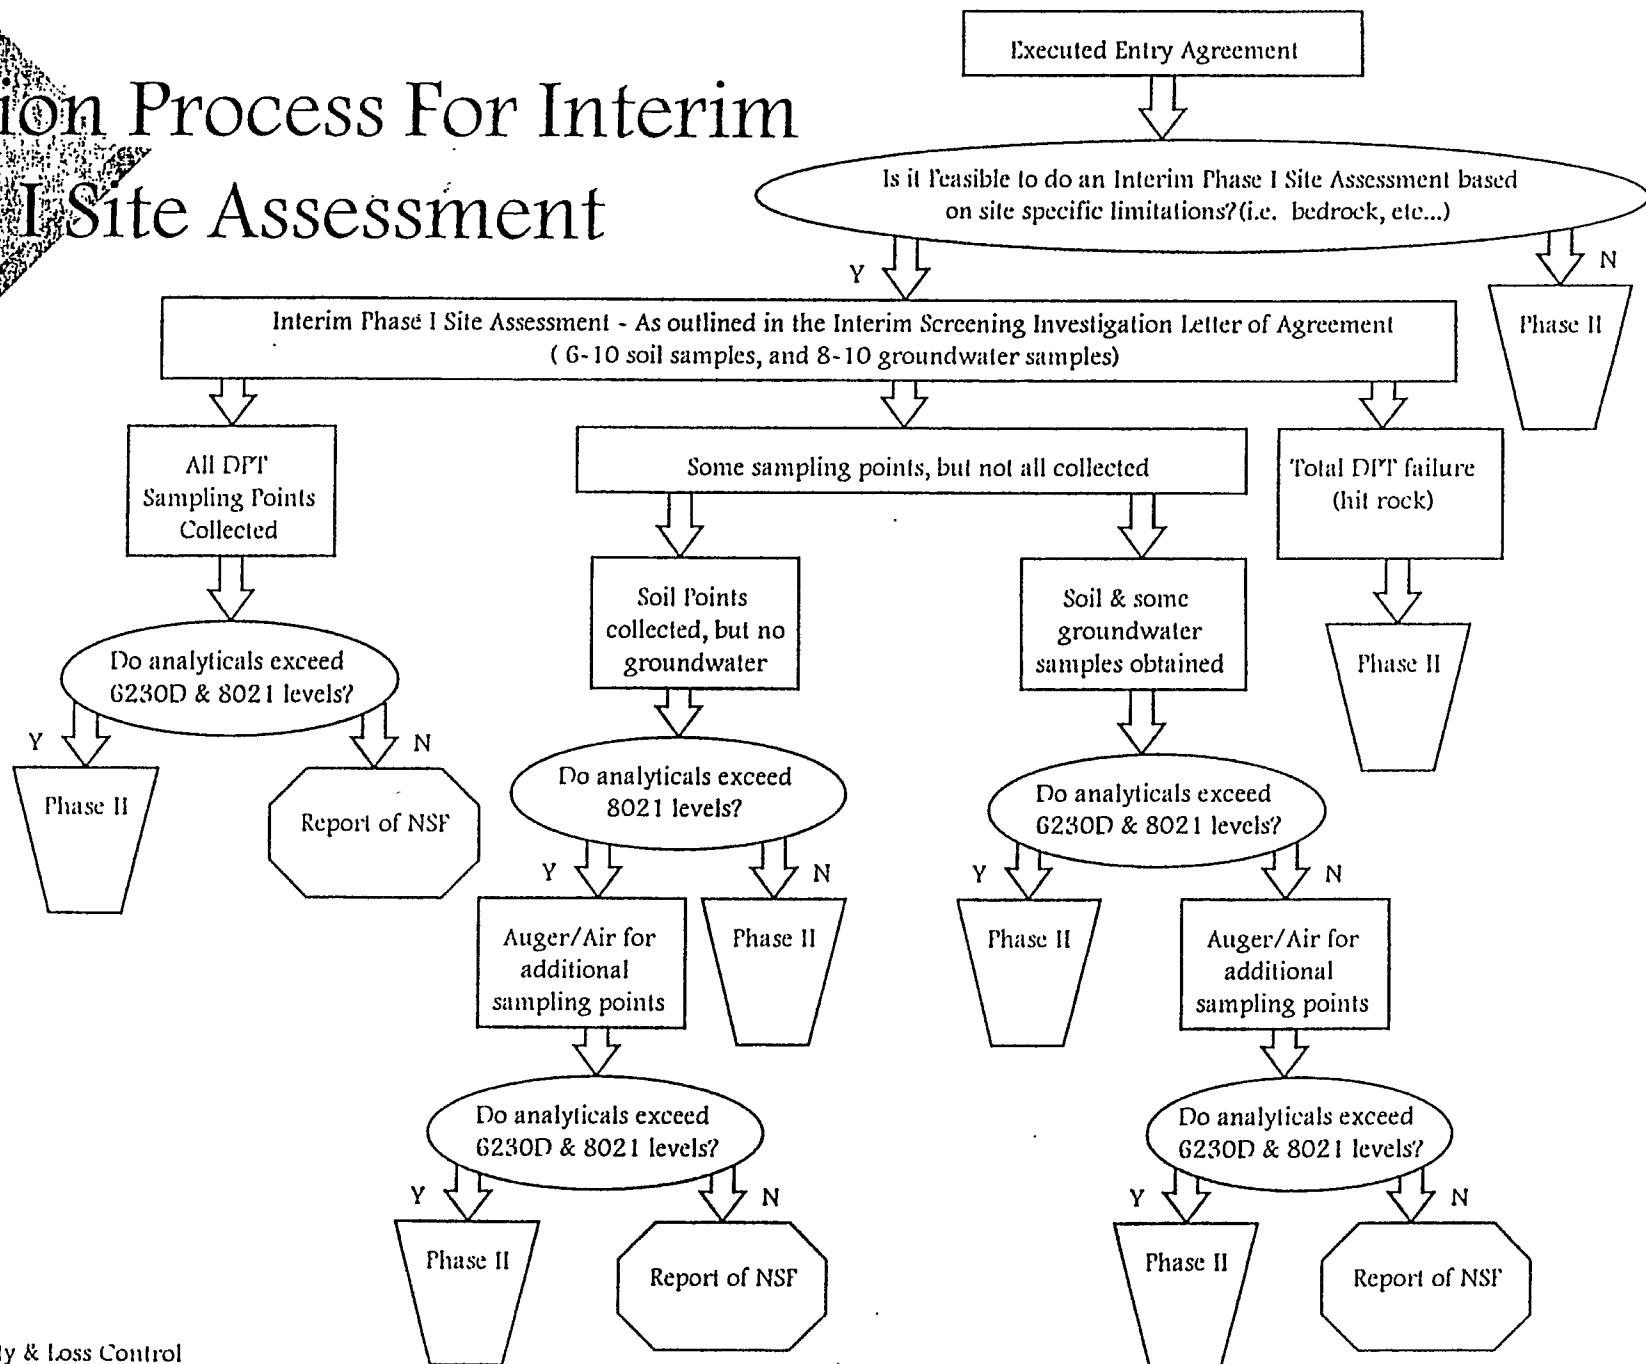 ion Process For Interim
I Site Assessment
Executed Entry Agreement
Is it Feasible to do an Interim Phase I Site Assessment based
on site specific limitations?(i.e. bedrock, etc...)
Y
N
Phase II
Interim Phase I Site Assessment - As outlined in the Interim Screening Investigation Letter of Agreement
( 6-10 soil samples, and 8-10 groundwater samples)
All DPT
Sampling Points
Collected
Some sampling points, but not all collected
Total DPT failure
(hit rock)
Soil Points
collected, but no
groundwater
Soil & some
groundwater
samples obtained
Phase II
Do analyticals exceed
6230D & 8021 levels?
Y
N
Phase II
Report of NSF
Do analyticals exceed
8021 levels?
Y
N
Do analyticals exceed
6230D & 8021 levels?
Y
N
Auger/Air for
additional
sampling points
Phase II
Phase II
Auger/Air for
additional
sampling points
Do analyticals exceed
6230D & 8021 levels?
Y
N
Phase II
Report of NSF
Do analyticals exceed
6230D & 8021 levels?
Y
N
Phase II
Report of NSF
ly & Loss Control